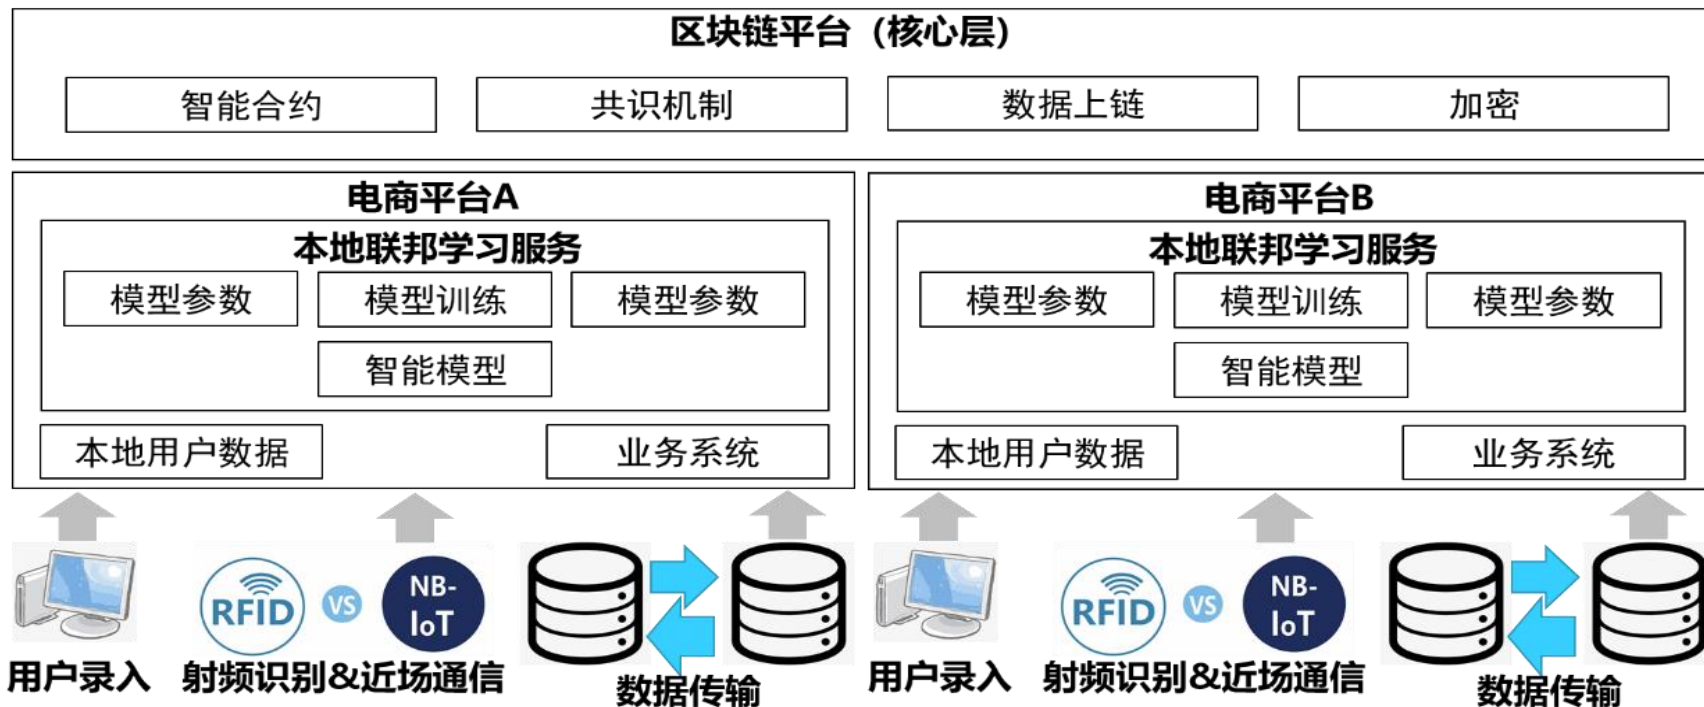 区块链平台（核心层）
智能合约 共识机制 数据上链 加密
电商平台A
本地联邦学习服务
模型参数 模型训练 模型参数
智能模型
本地用户数据 业务系统
电商平台B
本地联邦学习服务
模型参数 模型训练 模型参数
智能模型
本地用户数据 业务系统
RFID VS NB-
IoT
用户录入 射频识别&近场通信 数据传输
RFID VS NB-
IoT
用户录入 射频识别&近场通信 数据传输